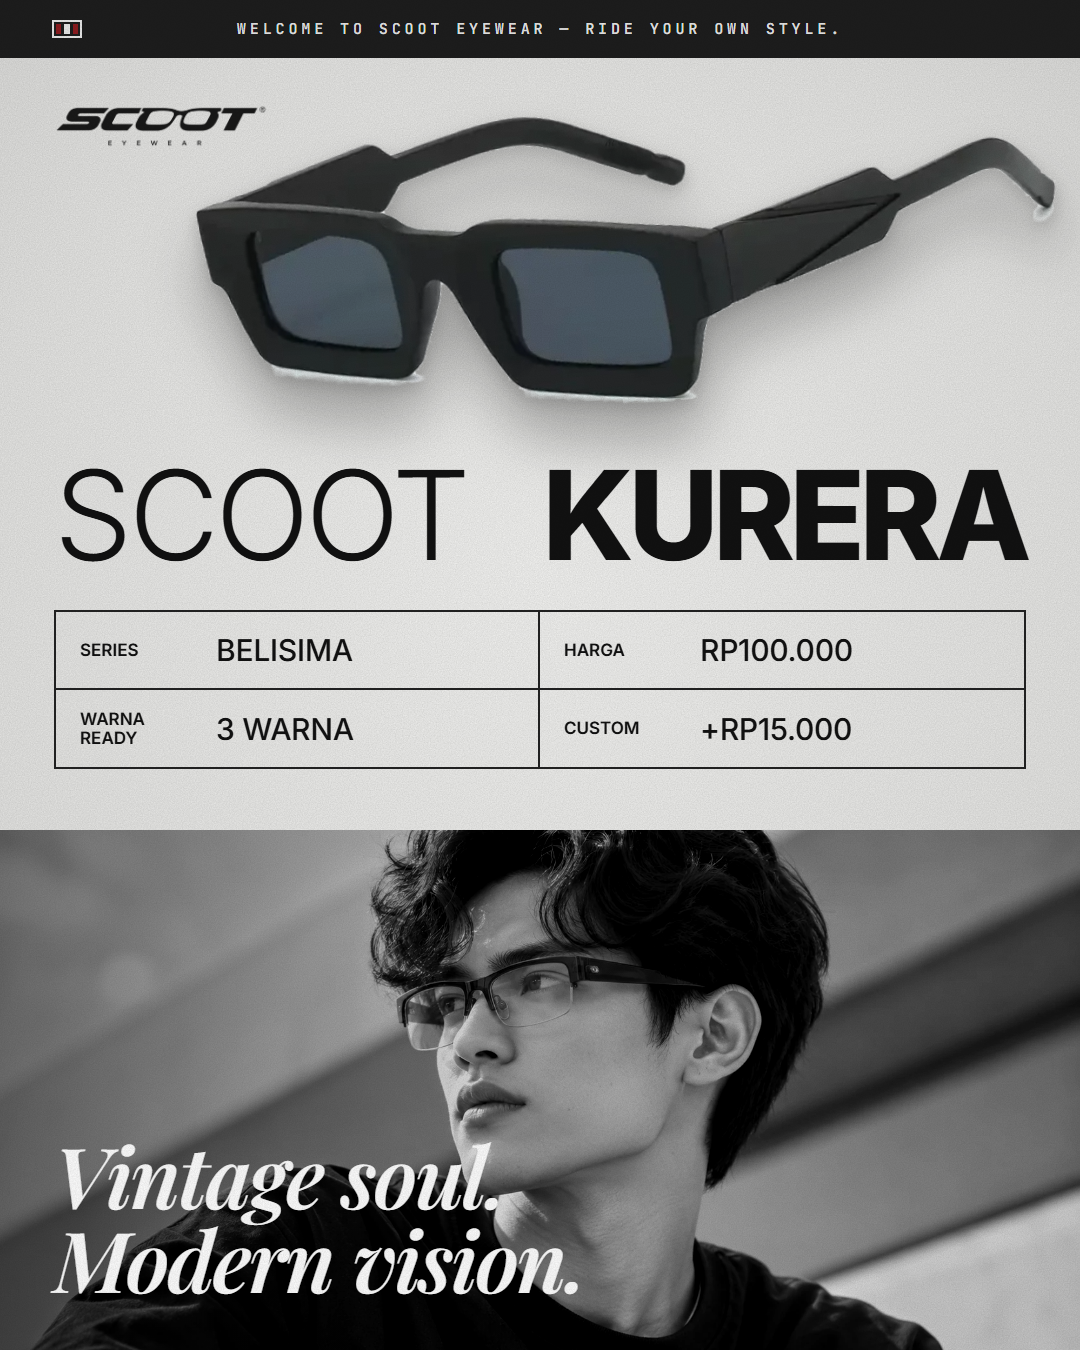 WELCOME TO SCOOT EYEWEAR — RIDE YOUR OWN STYLE.
SCOOT®
EYEWEAR
SCOOT KURERA
SERIES BELISIMA HARGA RP100.000
WARNA READY 3 WARNA CUSTOM +RP15.000
Vintage soul.
Modern vision.